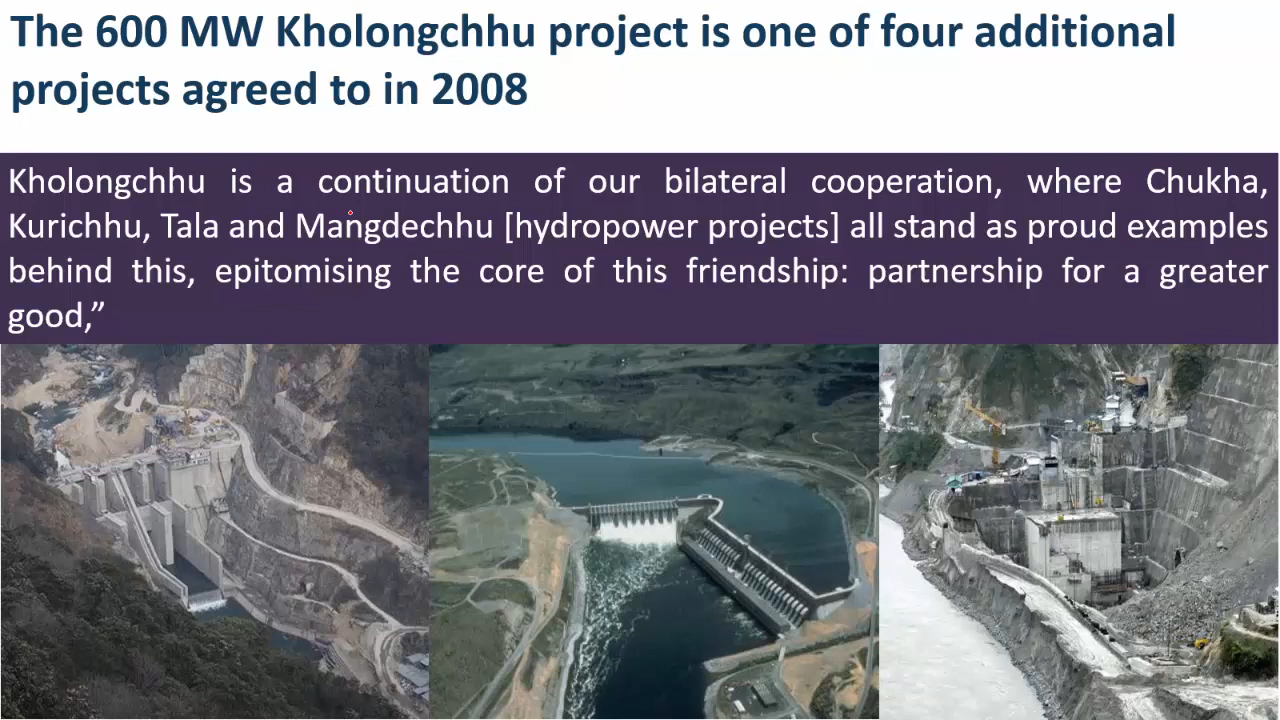 The 600 MW Kholongchhu project is one of four additional
projects agreed to in 2008
Kholongchhu is a continuation of our bilateral cooperation, where Chukha,
Kurichhu, Tala and Mangdechhu [hydropower projects] all stand as proud examples
behind this, epitomising the core of this friendship: partnership for a greater
good,”